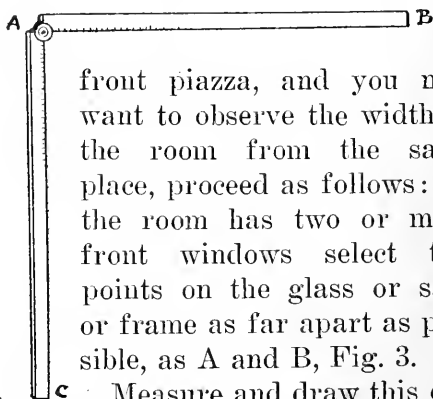 A B
front piazza, and you
want to observe the width
the room from the
place, proceed as follows:
the room has two or
front windows select
points on the glass or
or frame as far apart as
sible, as A and B, Fig. 3.
C Measure and draw this